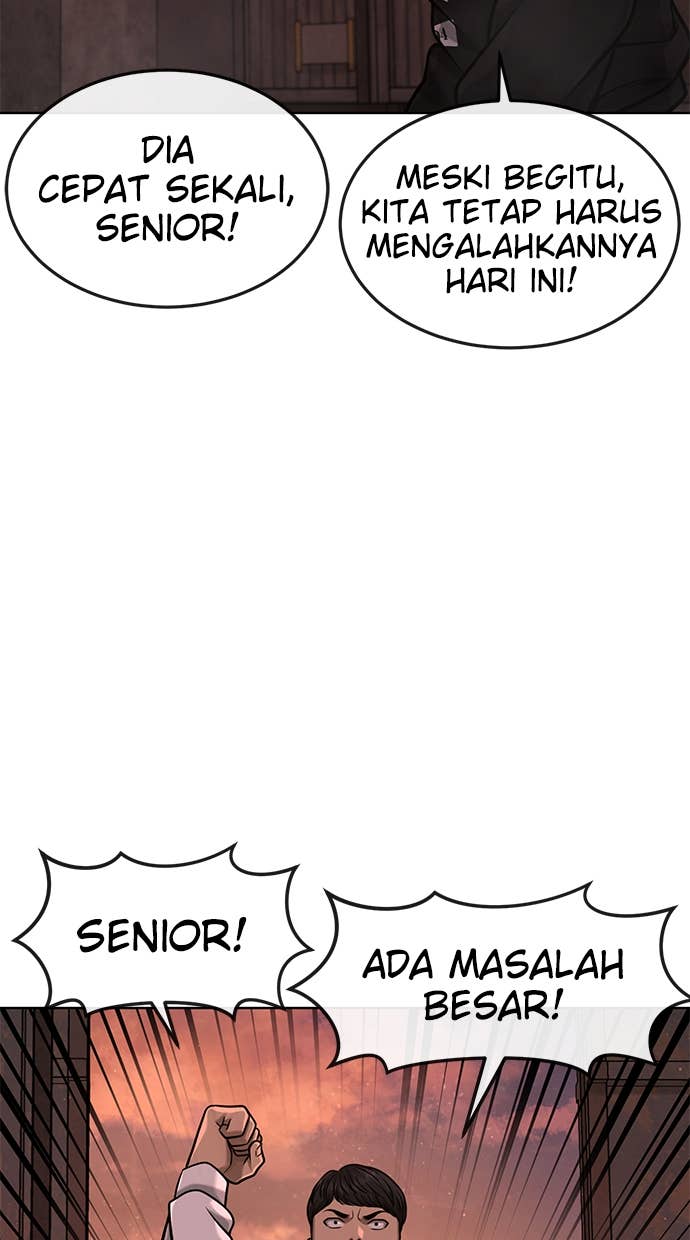 DIA
CEPAT SEKALI,
SENIOR!
MESKI BEGITU,
KITA TETAP HARUS
MENGALAHKANNYA
HARI INI!
SENIOR!
ADA MASALAH
BESAR!